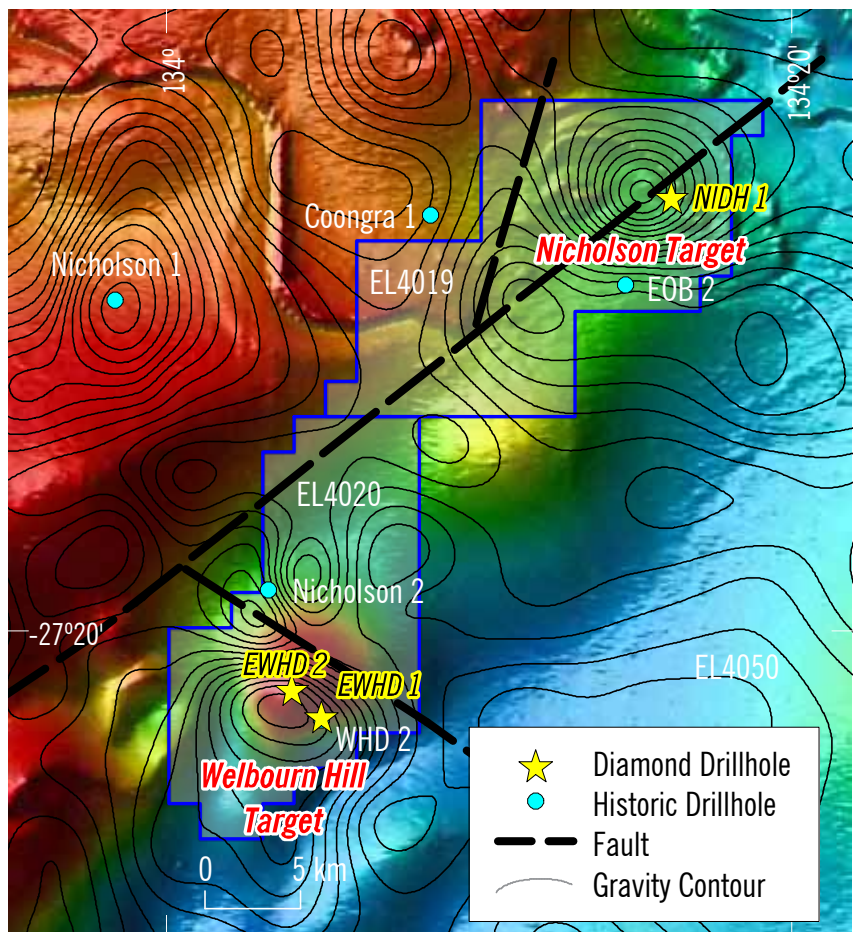 134º
134º20'
Coongra 1
NIDH 1
Nicholson 1
Nicholson Target
EL4019
EOB 2
EL4020
Nicholson 2
-27º20'
EWHD 2
EWHD 1
EL4050
WHD 2
Welbourn Hill
Target
0 5 km
Diamond Drillhole
Historic Drillhole
Fault
Gravity Contour